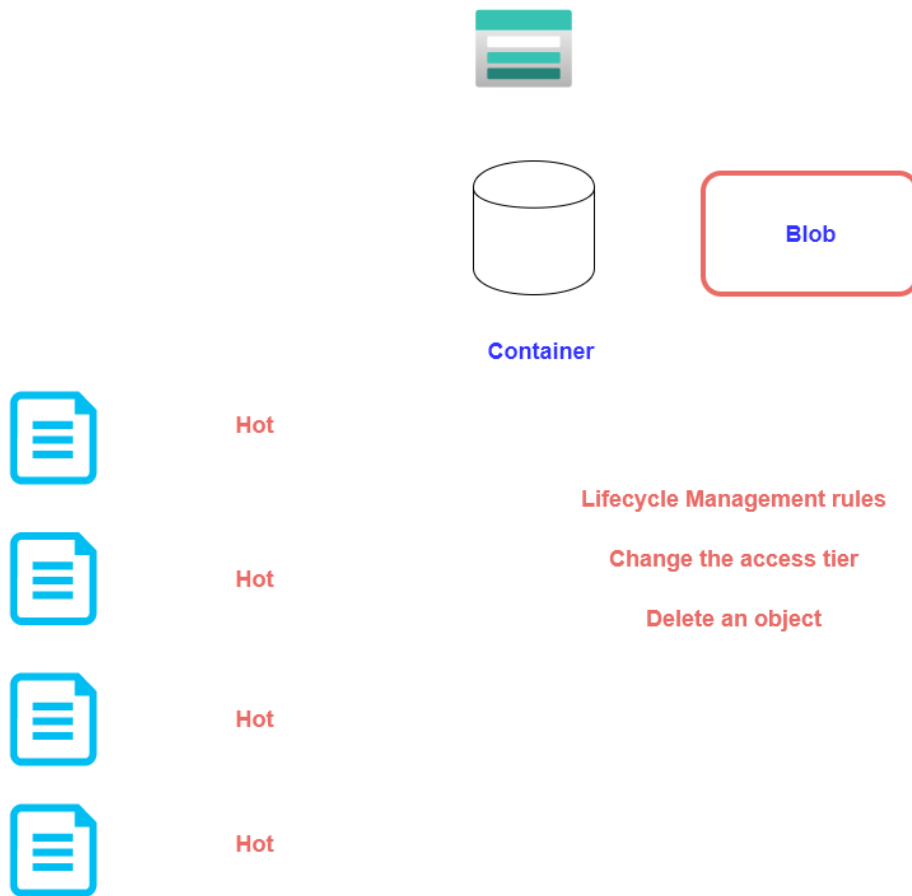 Blob
Container
Hot
Lifecycle Management rules
Change the access tier
Hot
Delete an object
Hot
Hot